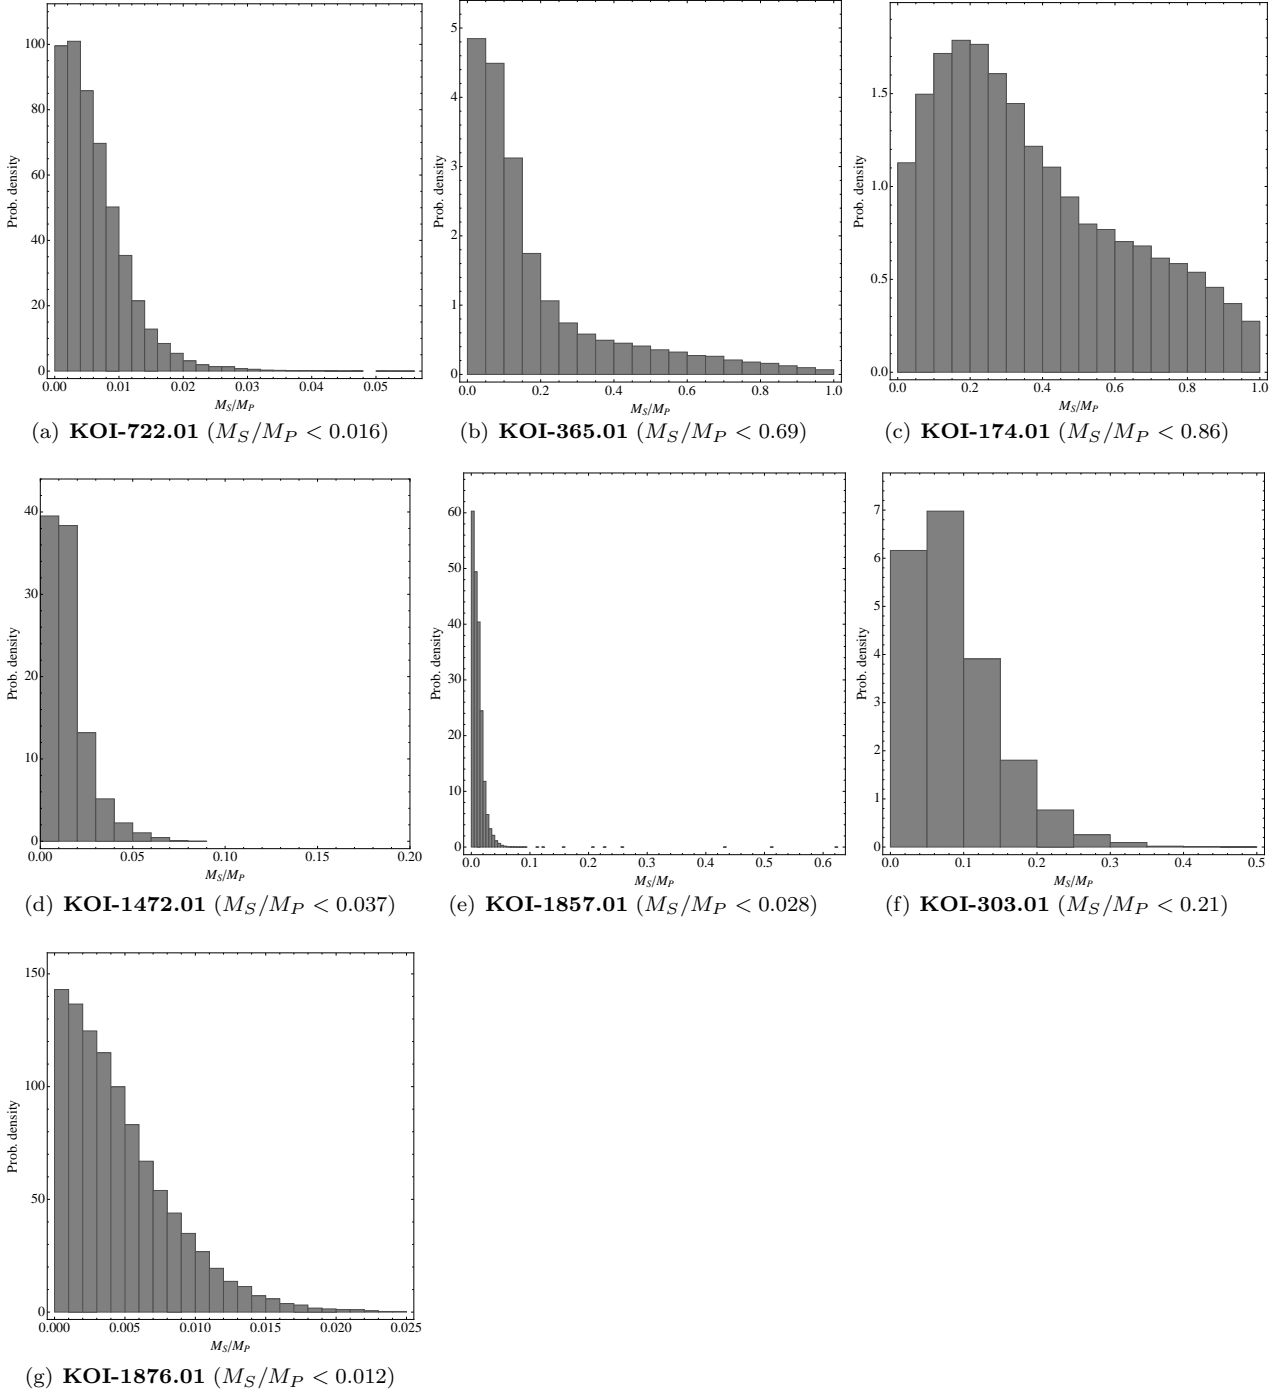 Prob. density
100
80
60
40
20
0
0.00 0.01 0.02 0.03 0.04 0.05
M_S/M_P
(a) KOI-722.01 (M_S/M_P < 0.016)
Prob. density
5
4
3
2
1
0
0.0 0.2 0.4 0.6 0.8 1.0
M_S/M_P
(b) KOI-365.01 (M_S/M_P < 0.69)
Prob. density
1.5
1.0
0.5
0.0
0.0 0.2 0.4 0.6 0.8 1.0
M_S/M_P
(c) KOI-174.01 (M_S/M_P < 0.86)
Prob. density
40
30
20
10
0
0.00 0.05 0.10 0.15 0.20
M_S/M_P
(d) KOI-1472.01 (M_S/M_P < 0.037)
Prob. density
60
50
40
30
20
10
0
0.0 0.1 0.2 0.3 0.4 0.5 0.6
M_S/M_P
(e) KOI-1857.01 (M_S/M_P < 0.028)
Prob. density
7
6
5
4
3
2
1
0
0.0 0.1 0.2 0.3 0.4 0.5
M_S/M_P
(f) KOI-303.01 (M_S/M_P < 0.21)
Prob. density
150
100
50
0
0.000 0.005 0.010 0.015 0.020 0.025
M_S/M_P
(g) KOI-1876.01 (M_S/M_P < 0.012)